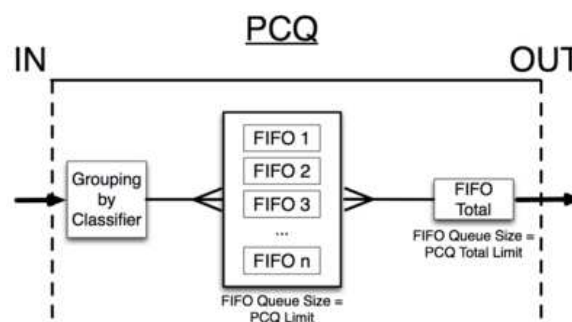 PCQ
IN
OUT
Grouping
by
Classifier
FIFO 1
FIFO 2
FIFO 3
...
FIFO n
FIFO Queue Size =
PCQ Limit
FIFO
Total
FIFO Queue Size =
PCQ Total Limit